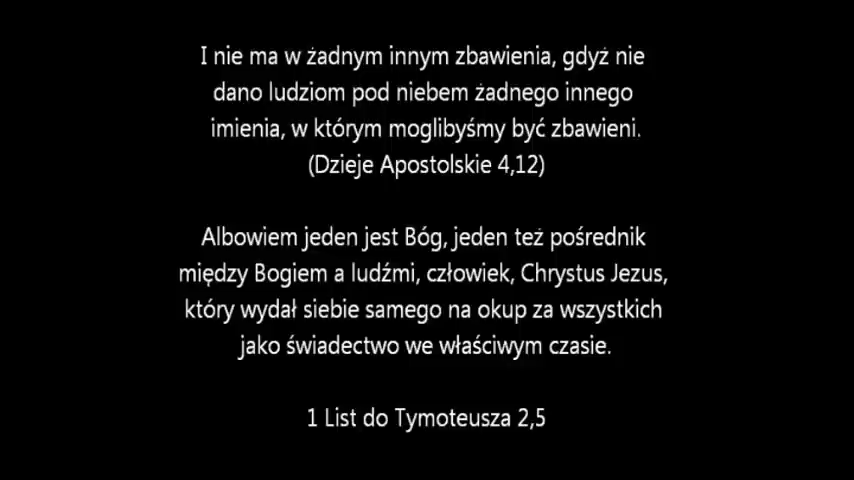 I nie ma w żadnym innym zbawienia, gdyż nie
dano ludziom pod niebem żadnego innego
imienia, w którym moglibyśmy być zbawieni.
(Dzieje Apostolskie 4,12)
Albowiem jeden jest Bóg, jeden też pośrednik
między Bogiem a ludźmi, człowiek, Chrystus Jezus,
który wydał siebie samego na okup za wszystkich
jako świadectwo we właściwym czasie.
1 List do Tymoteusza 2,5